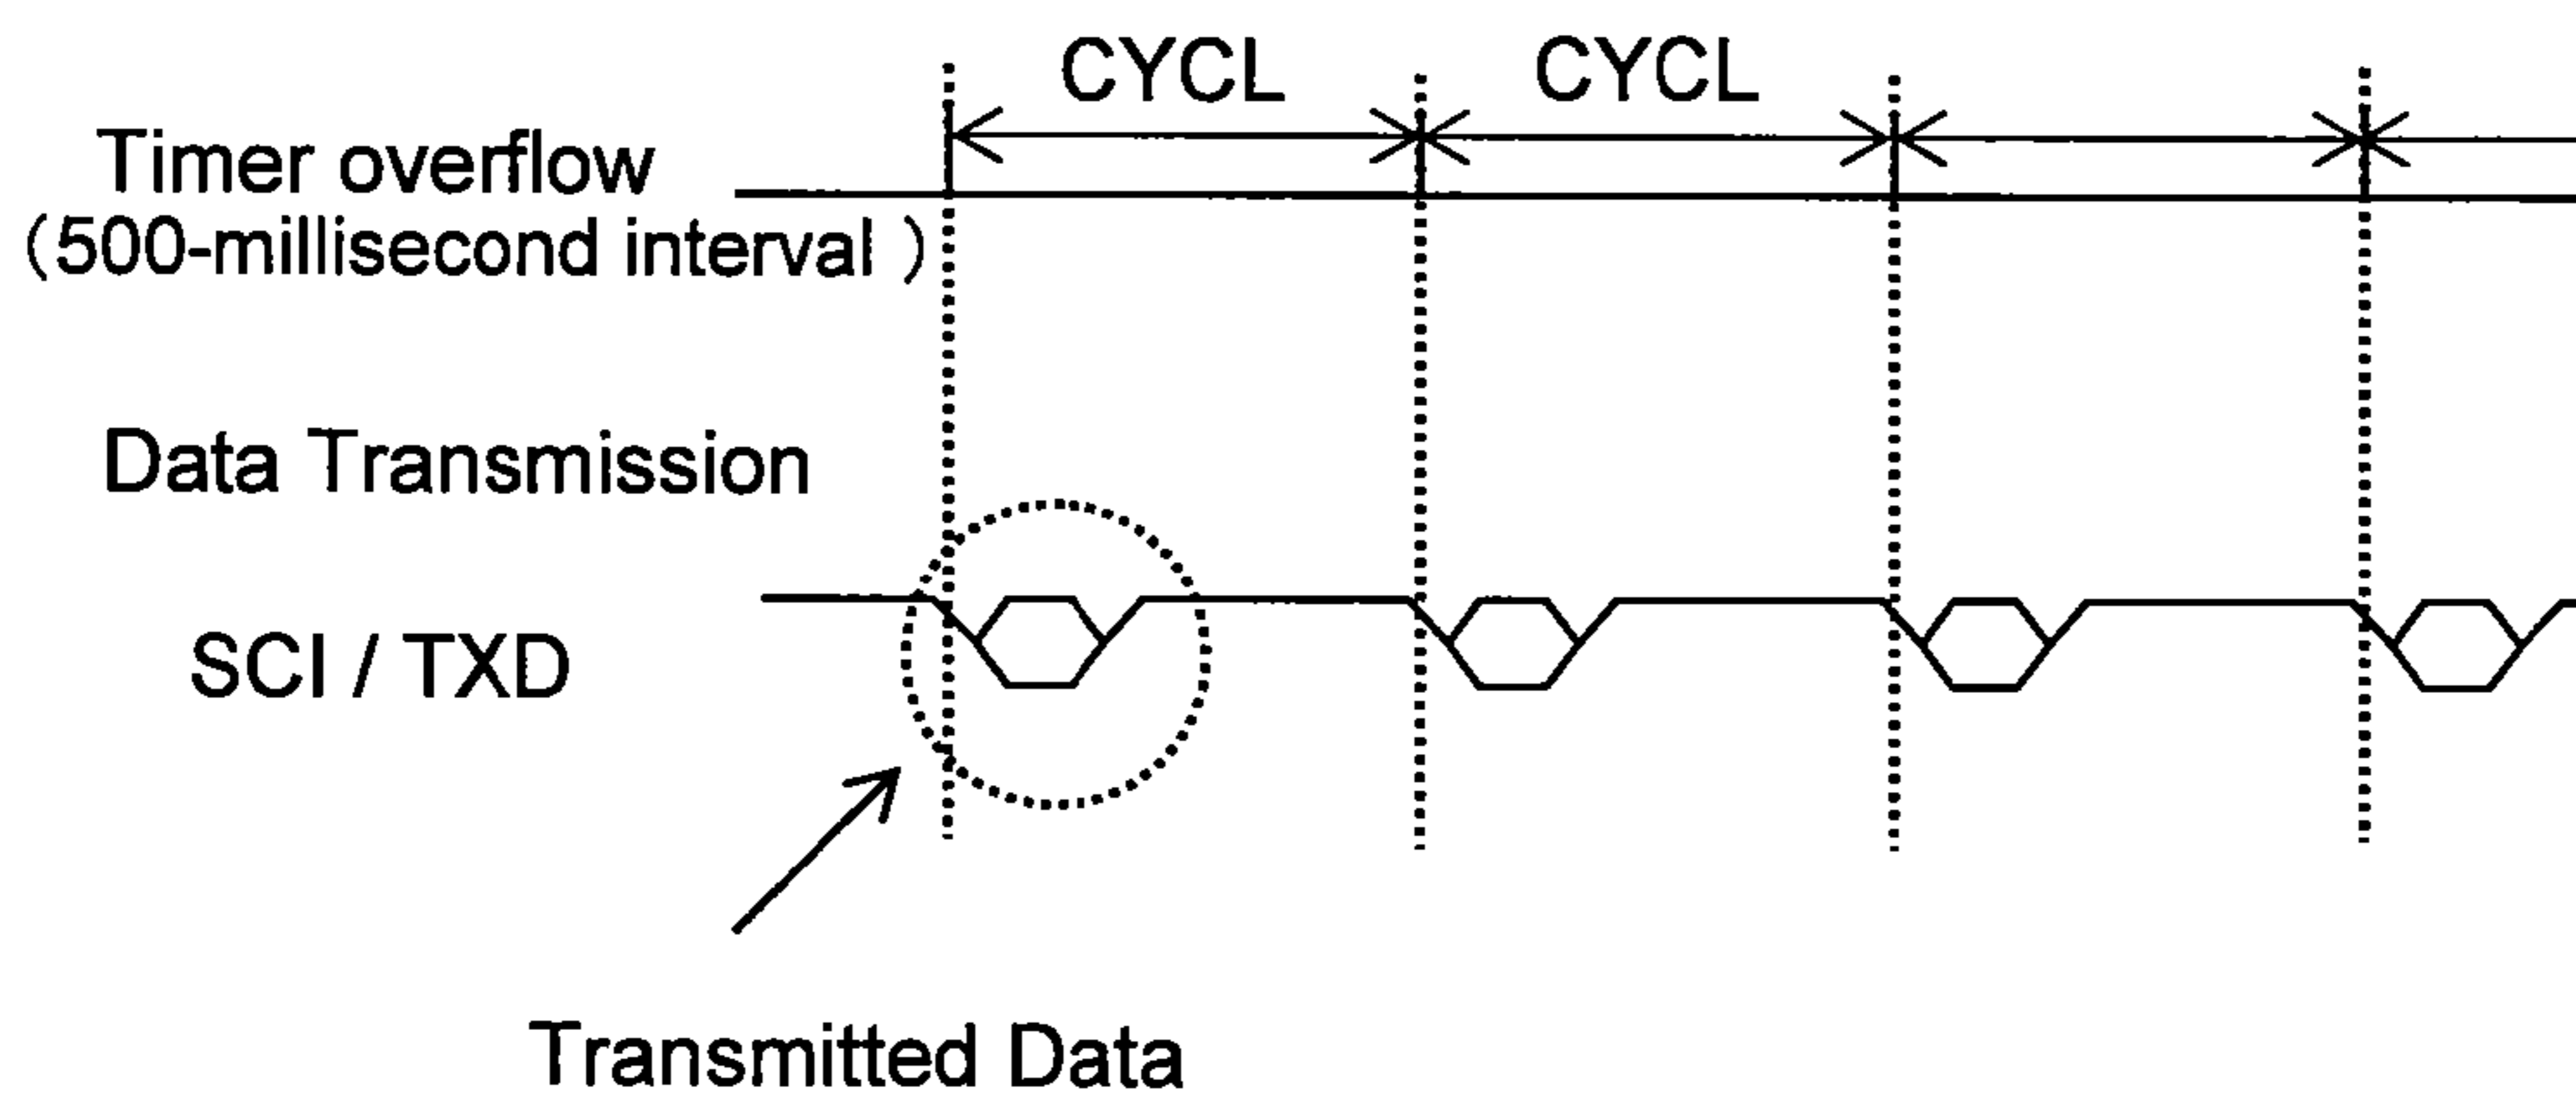 CYCL CYCL
Timer overflow
(500-millisecond interval )
Data Transmission
SCI / TXD
Transmitted Data